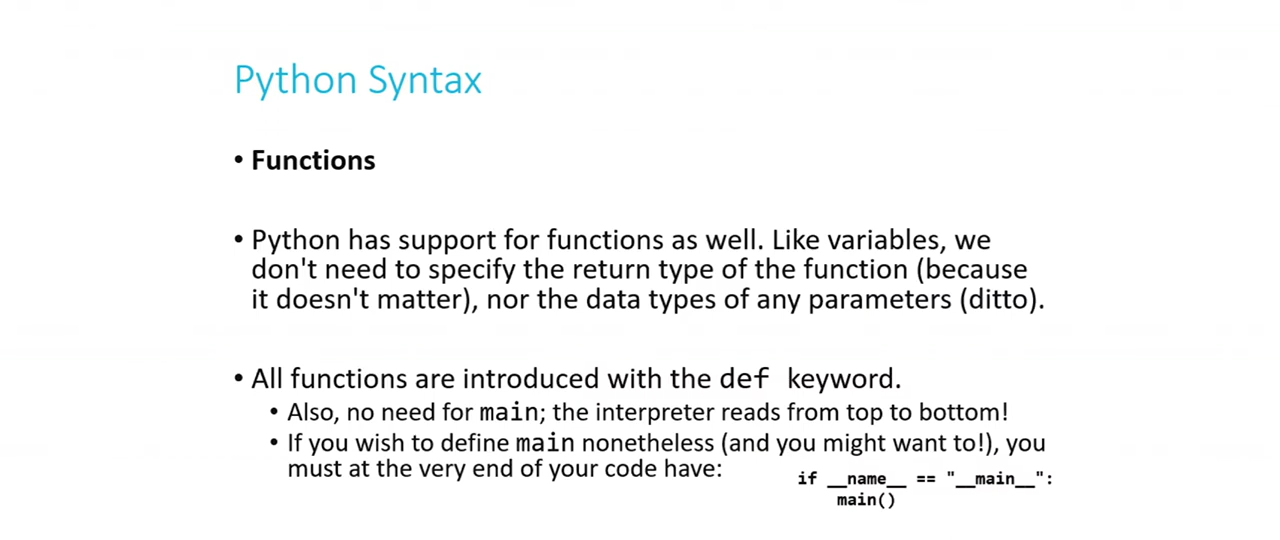 Python Syntax
• Functions
• Python has support for functions as well. Like variables, we
don't need to specify the return type of the function (because
it doesn't matter), nor the data types of any parameters (ditto).
• All functions are introduced with the def keyword.
• Also, no need for main; the interpreter reads from top to bottom!
• If you wish to define main nonetheless (and you might want to!), you
must at the very end of your code have:
if __name__ == "__main__":
main()